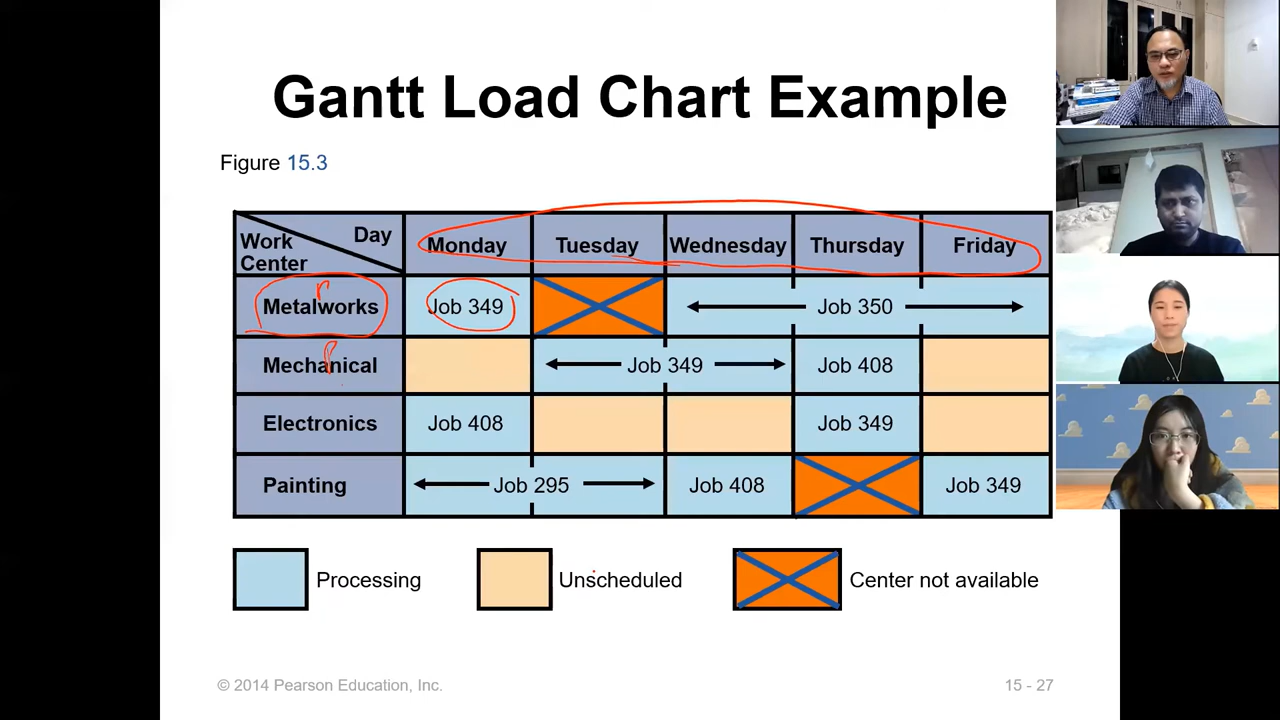 Gantt Load Chart Example
Figure 15.3
Day
Work
Center
Monday Tuesday Wednesday Thursday Friday
Metalworks Job 349 Job 350
Mechanical Job 349 Job 408
Electronics Job 408 Job 349
Painting Job 295 Job 408 Job 349
Processing Unscheduled Center not available
© 2014 Pearson Education, Inc. 15 - 27